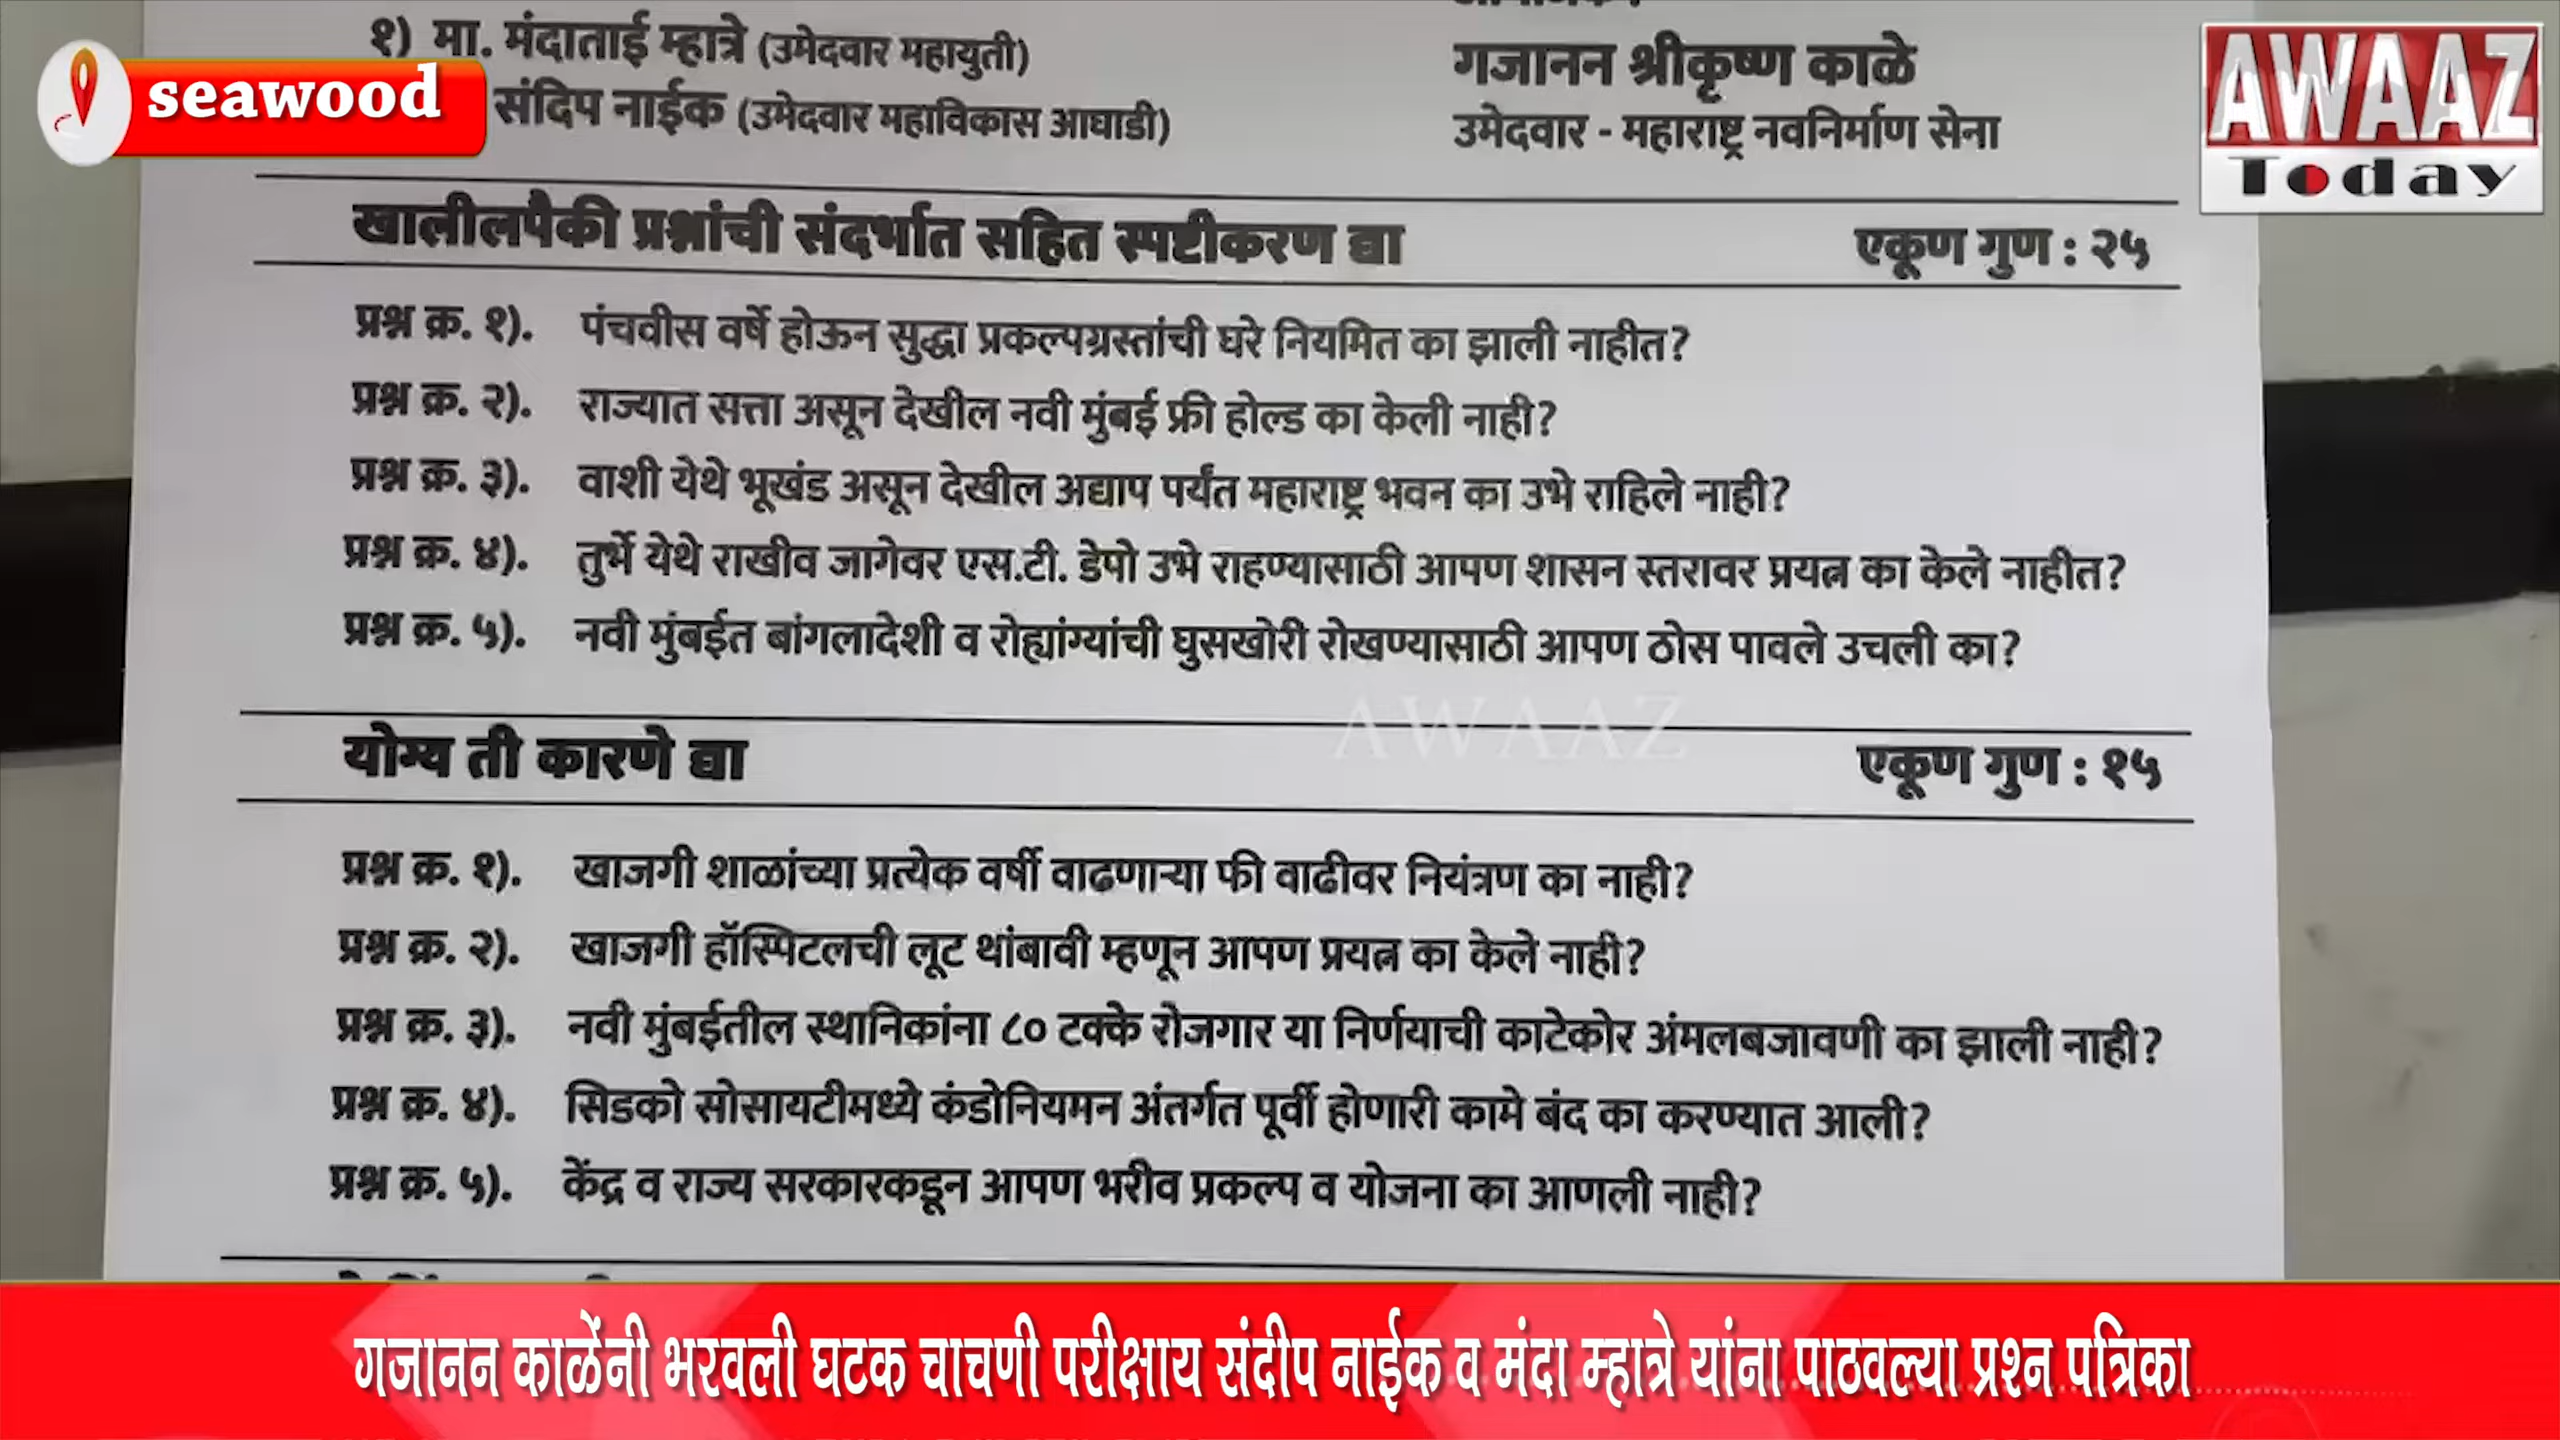 १) मा. मंदाताई म्हात्रे (उमेदवार महायुती)
संदिप नाईक (उमेदवार महाविकास आघाडी)
गजानन श्रीकृष्ण काळे
उमेदवार - महाराष्ट्र नवनिर्माण सेना
seawood
AWAAZ
Today
खालीलपैकी प्रश्नांची संदर्भात सहित स्पष्टीकरण द्या एकूण गुण : २५
प्रश्न क्र. १). पंचवीस वर्षे होऊन सुद्धा प्रकल्पग्रस्तांची घरे नियमित का झाली नाहीत?
प्रश्न क्र. २). राज्यात सत्ता असून देखील नवी मुंबई फ्री होल्ड का केली नाही?
प्रश्न क्र. ३). वाशी येथे भूखंड असून देखील अद्याप पर्यंत महाराष्ट्र भवन का उभे राहिले नाही?
प्रश्न क्र. ४). तुर्भे येथे राखीव जागेवर एस.टी. डेपो उभे राहण्यासाठी आपण शासन स्तरावर प्रयत्न का केले नाहीत?
प्रश्न क्र. ५). नवी मुंबईत बांगलादेशी व रोह्यांग्यांची घुसखोरी रोखण्यासाठी आपण ठोस पावले उचली का?
AWAAZ
योग्य ती कारणे द्या एकूण गुण : १५
प्रश्न क्र. १). खाजगी शाळांच्या प्रत्येक वर्षी वाढणाऱ्या फी वाढीवर नियंत्रण का नाही?
प्रश्न क्र. २). खाजगी हॉस्पिटलची लूट थांबावी म्हणून आपण प्रयत्न का केले नाही?
प्रश्न क्र. ३). नवी मुंबईतील स्थानिकांना ८० टक्के रोजगार या निर्णयाची काटेकोर अंमलबजावणी का झाली नाही?
प्रश्न क्र. ४). सिडको सोसायटीमध्ये कंडोनियमन अंतर्गत पूर्वी होणारी कामे बंद का करण्यात आली?
प्रश्न क्र. ५). केंद्र व राज्य सरकारकडून आपण भरीव प्रकल्प व योजना का आणली नाही?
गजानन काळेंनी भरवली घटक चाचणी परीक्षाय संदीप नाईक व मंदा म्हात्रे यांना पाठवल्या प्रश्न पत्रिका